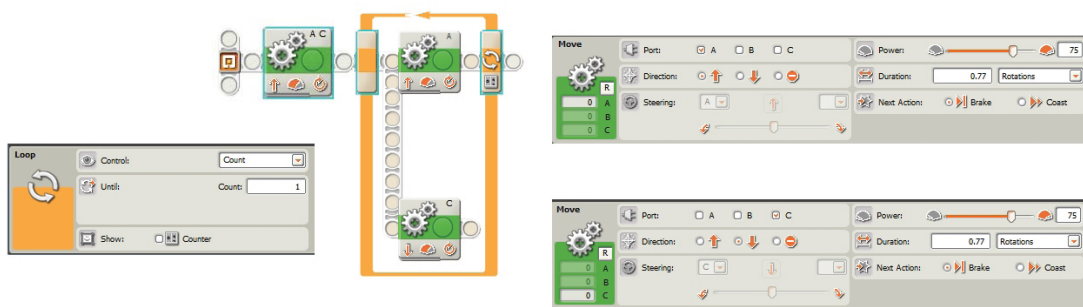 A C
A
C
Loop
Control:
Count
Until:
Count: 1
Show:
Counter
Move
Port: A B C
Power: 75
Direction:
Duration: 0.77 Rotations
Steering: A
Next Action: Brake Coast
R
0 A
0 B
0 C
Move
Port: A B C
Power: 75
Direction:
Duration: 0.77 Rotations
Steering: C
Next Action: Brake Coast
R
0 A
0 B
0 C